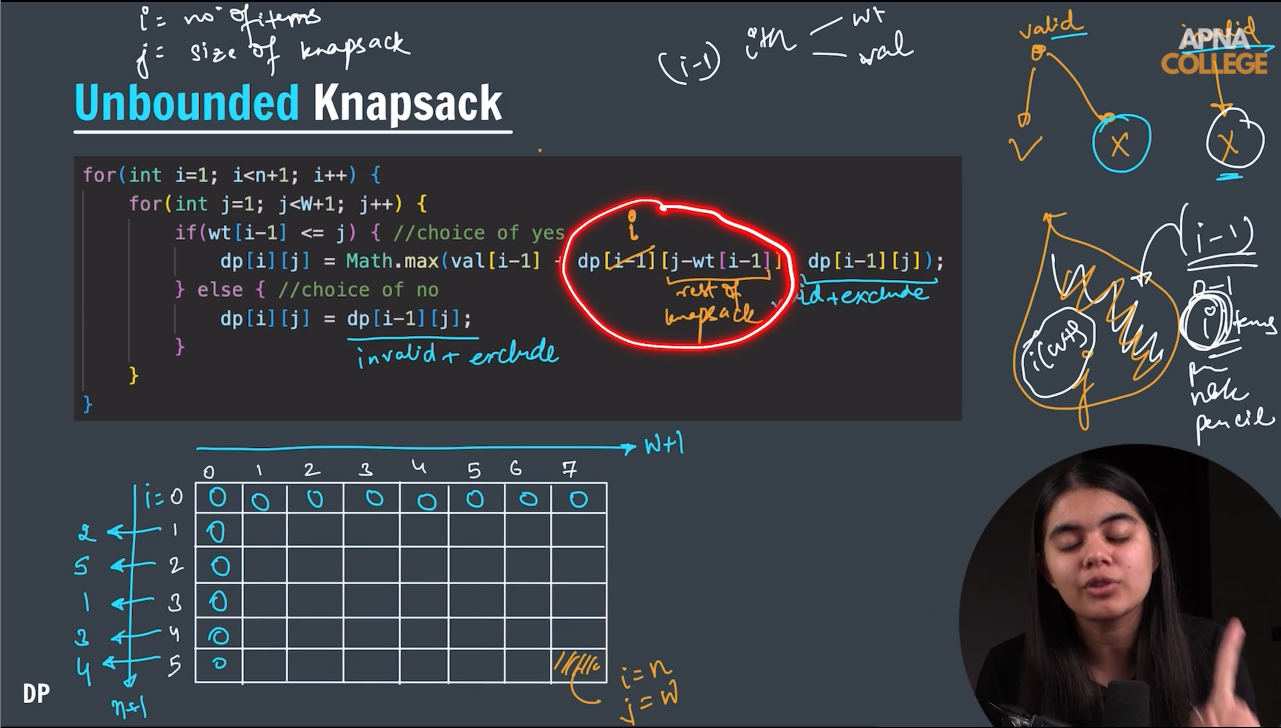 i = no. of items
j = size of knapsack
(i-1) ith wt
val
valid
invalid
APNA
COLLEGE
Unbounded Knapsack
for(int i=1; i<n+1; i++) {
for(int j=1; j<W+1; j++) {
if(wt[i-1] <= j) { //choice of yes
i
dp[i][j] = Math.max(val[i-1] + dp[i-1][j-wt[i-1]] dp[i-1][j]);
rest of
knapsack
id+exclude
} else { //choice of no
dp[i][j] = dp[i-1][j];
invalid + exclude
}
}
}
V X X
(i-1)
0-1
i items
i(wt)
j
pencil
W+1
0 1 2 3 4 5 6 7
i=0 0 0 0 0 0 0 0 0
2 1 0
5 2 0
1 3 0
3 4 0
4 5 0
n+1
i=n
j=W
DP